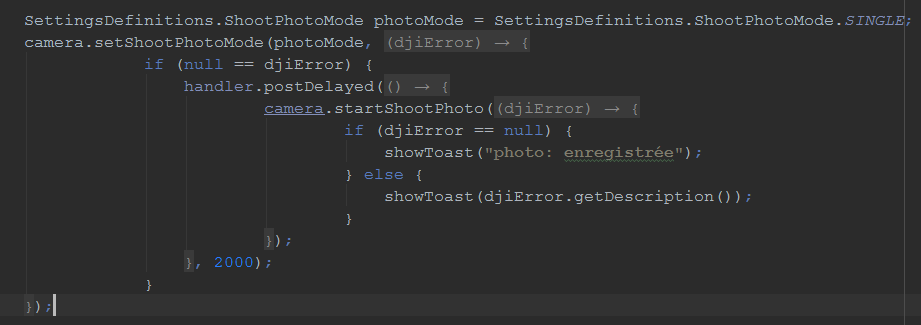 SettingsDefinitions.ShootPhotoMode photoMode = SettingsDefinitions.ShootPhotoMode.SINGLE;
camera.setShootPhotoMode(photoMode, (djiError) → {
if (null == djiError) {
handler.postDelayed(() → {
camera.startShootPhoto((djiError) → {
if (djiError == null) {
showToast("photo: enregistrée");
} else {
showToast(djiError.getDescription());
}
});
}, 2000);
}
});